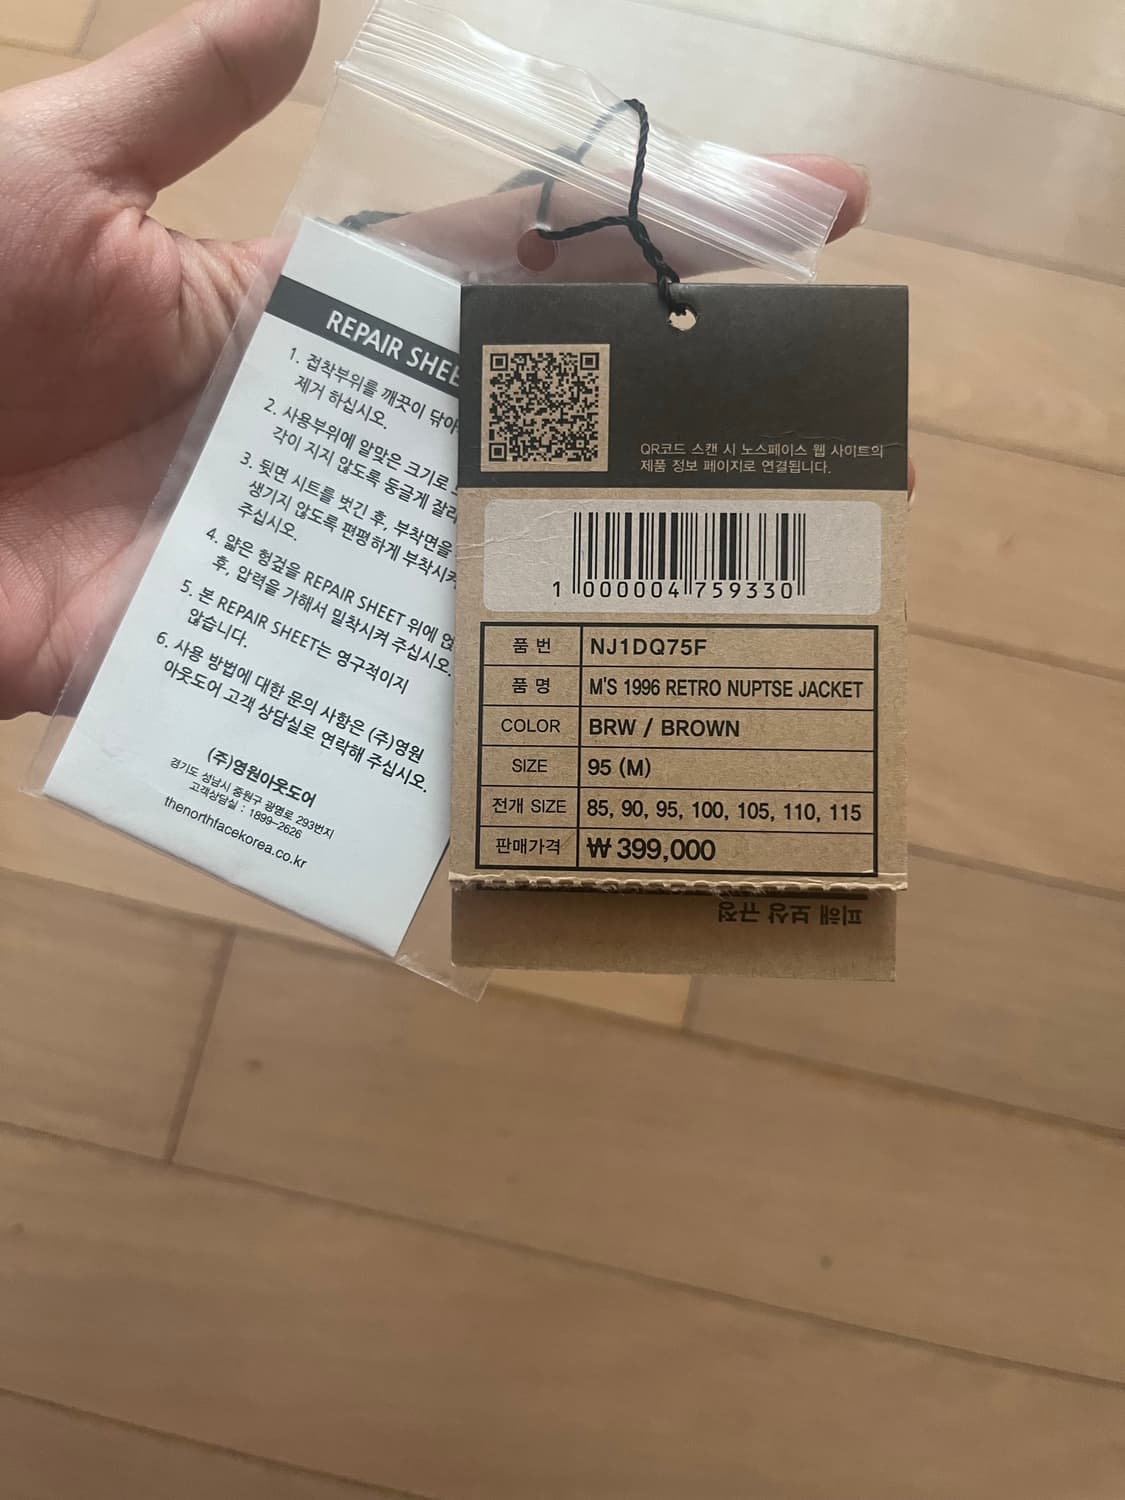 REPAIR SHEE
1. 접착부위를 깨끗이 닦아
제거 하십시오.
2. 사용부위에 알맞은 크기로
각이 지지 않도록 둥글게 잘라
3. 뒷면 시트를 벗긴 후, 부착면을
생기지 않도록 편평하게 부착시켜
주십시오.
4. 얇은 헝겊을 REPAIR SHEET 위에 얹
후, 압력을 가해서 밀착시켜 주십시오.
5. 본 REPAIR SHEET는 영구적이지
않습니다.
6. 사용 방법에 대한 문의 사항은 (주)영원
아웃도어 고객 상담실로 연락해 주십시오.
(주)영원아웃도어
경기도 성남시 중원구 광명로 293번지
고객상담실 : 1899-2626
thenorthfacekorea.co.kr
QR코드 스캔 시 노스페이스 웹 사이트의
제품 정보 페이지로 연결됩니다.
1 000004 759330
품 번 NJ1DQ75F
품 명 M'S 1996 RETRO NUPTSE JACKET
COLOR BRW / BROWN
SIZE 95 (M)
전개 SIZE 85, 90, 95, 100, 105, 110, 115
판매가격 ₩ 399,000
피해 보상 규정